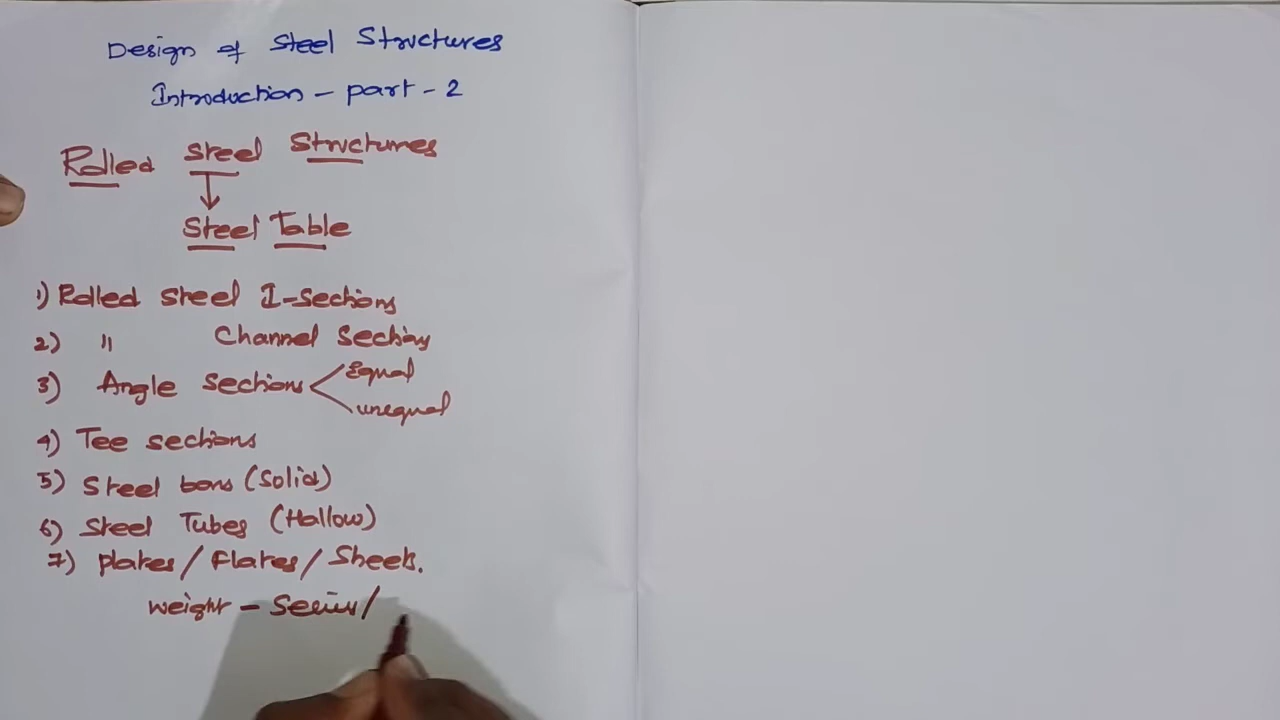 Design of Steel Structures
Introduction - part - 2
Rolled Steel Structures
Steel Table
1) Rolled Steel I-Sections
2) " Channel Sections
3) Angle Sections Equal
unequal
4) Tee sections
5) Steel bars (Solid)
6) Steel Tubes (Hallow)
7) plates / Flates / Sheets.
weight - Series /